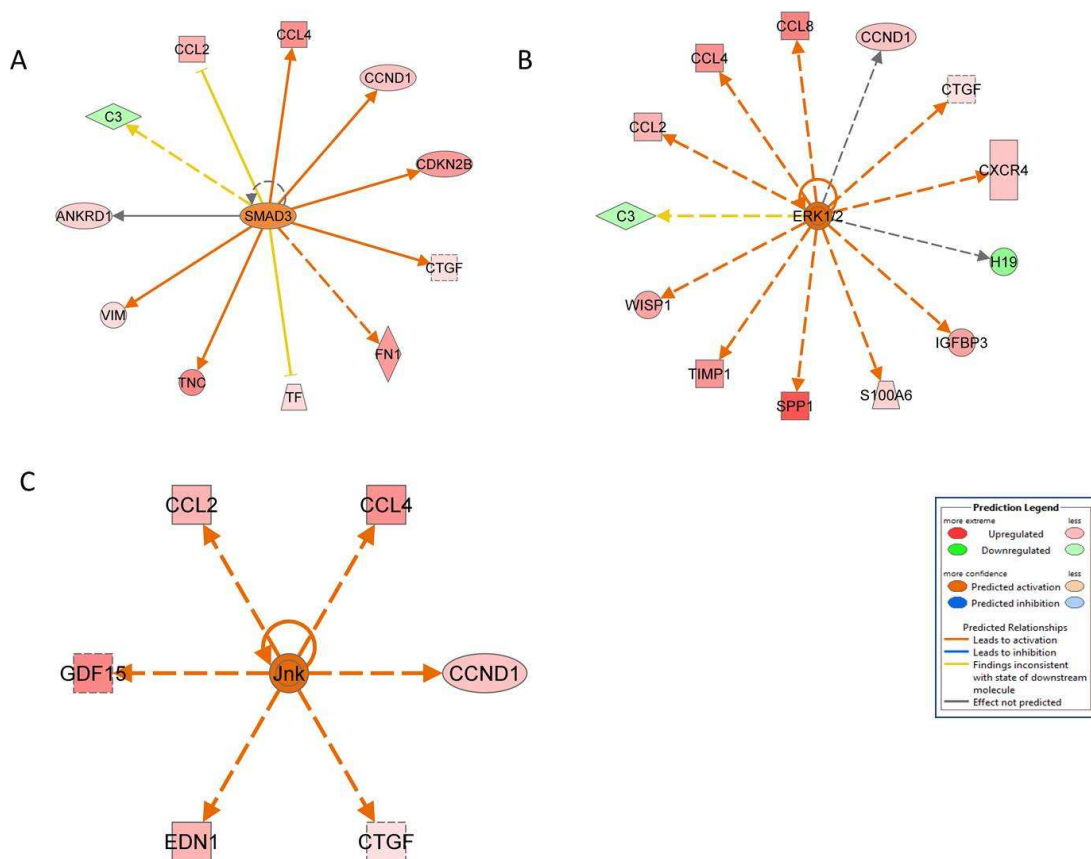 A
CCL2
CCL4
CCND1
C3
CDKN2B
ANKRD1
SMAD3
CTGF
VIM
FN1
TNC
TF
B
CCL8
CCND1
CCL4
CTGF
CCL2
CXCR4
C3
ERK1/2
H19
WISP1
IGFBP3
TIMP1
S100A6
SPP1
C
CCL2
CCL4
GDF15
Jnk
CCND1
EDN1
CTGF
Prediction Legend
more extreme less
Upregulated
Downregulated
more confidence less
Predicted activation
Predicted inhibition
Predicted Relationships
Leads to activation
Leads to inhibition
Findings inconsistent
with state of downstream
molecule
Effect not predicted